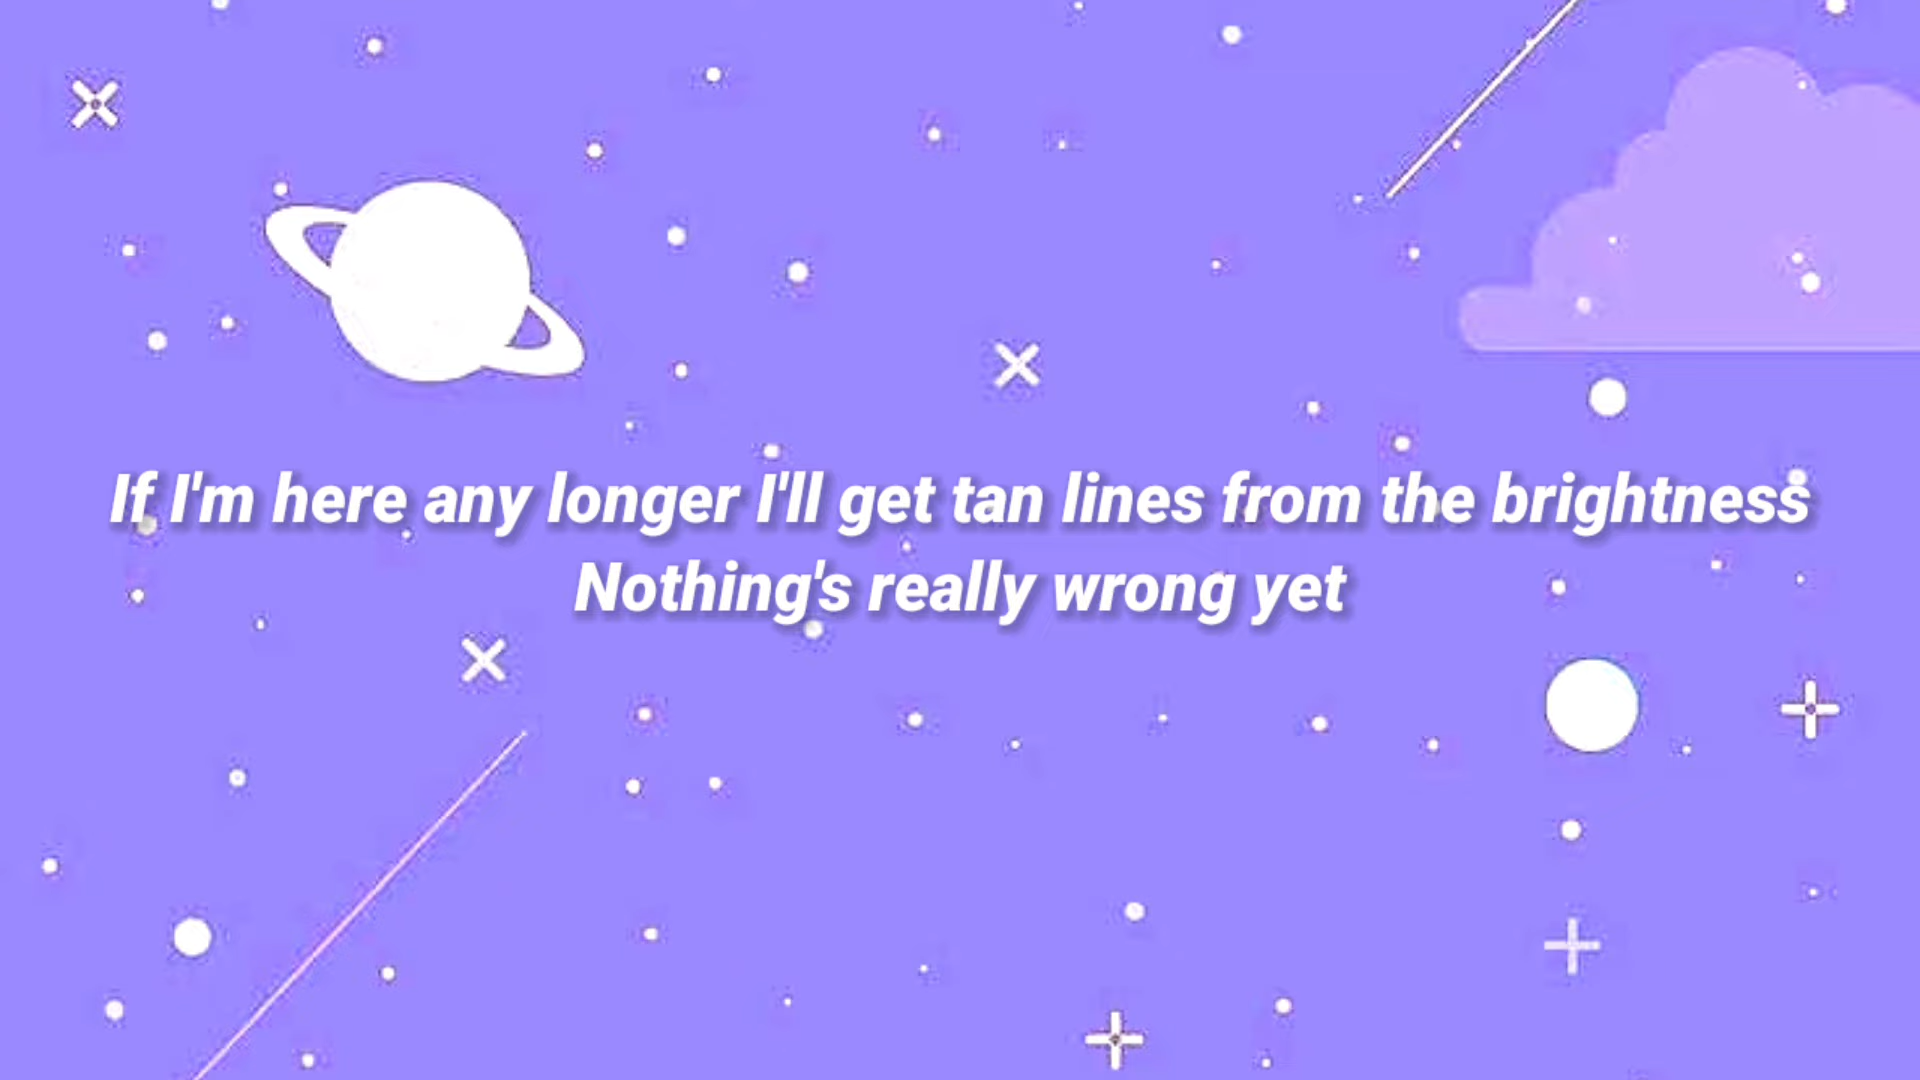 If I'm here any longer I'll get tan lines from the brightness
Nothing's really wrong yet